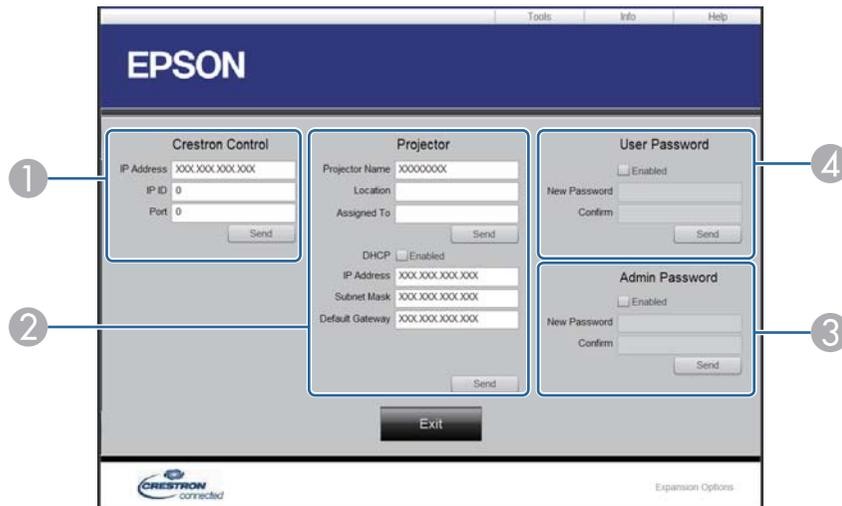 Tools Info Help
EPSON
Crestron Control
IP Address XXX.XXX.XXX.XXX
IP ID 0
Port 0
Send
1
Projector
Projector Name XXXXXXXX
Location
Assigned To
Send
DHCP Enabled
IP Address XXX.XXX.XXX.XXX
Subnet Mask XXX.XXX.XXX.XXX
Default Gateway XXX.XXX.XXX.XXX
Send
2
User Password
Enabled
New Password
Confirm
Send
4
Admin Password
Enabled
New Password
Confirm
Send
3
Exit
CRESTRON
connected
Expansion Options